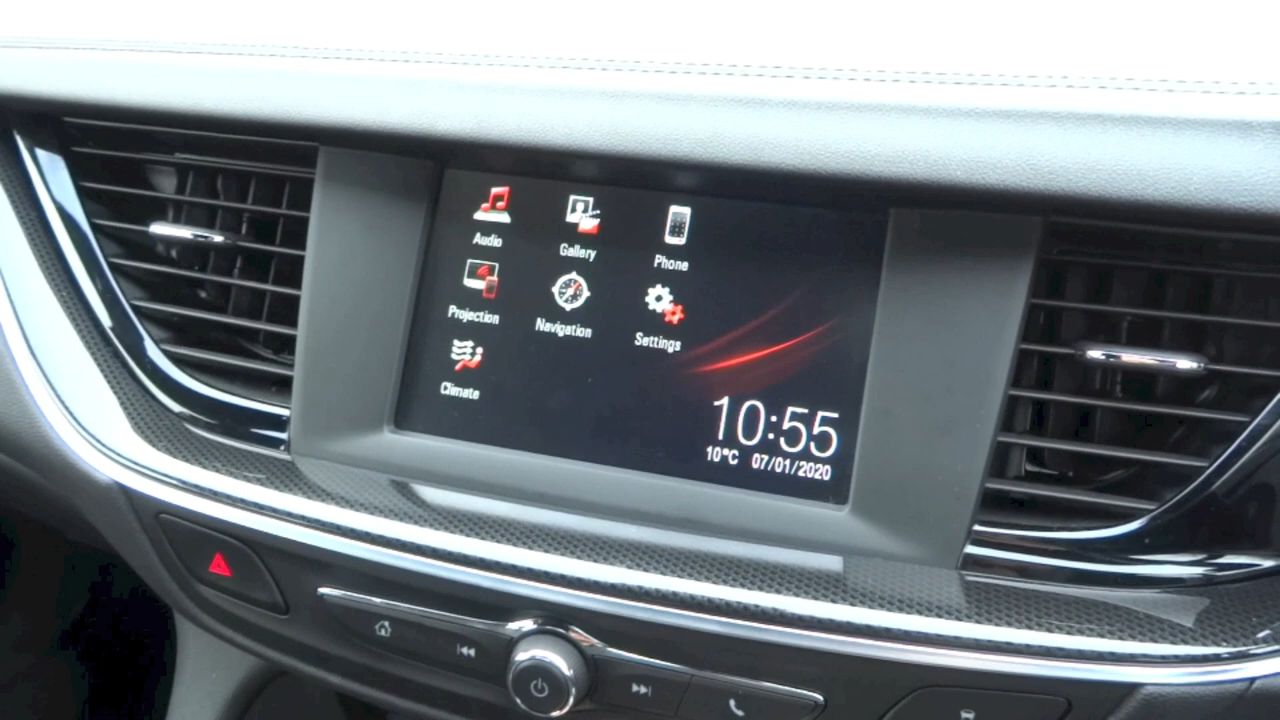 Audio
Gallery
Phone
Projection
Navigation
Settings
Climate
10:55
10°C 07/01/2020